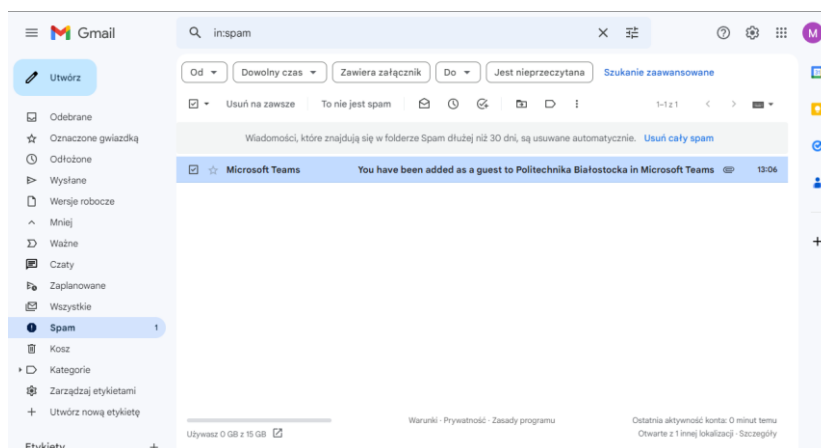 Gmail
in:spam
M
Utwórz
Od
Dowolny czas
Zawiera załącznik
Do
Jest nieprzeczytana
Szukanie zaawansowane
Usuń na zawsze
To nie jest spam
1-1 z 1
Wiadomości, które znajdują się w folderze Spam dłużej niż 30 dni, są usuwane automatycznie. Usuń cały spam
Microsoft Teams You have been added as a guest to Politechnika Białostocka in Microsoft Teams 13:06
Odebrane
Oznaczone gwiazdką
Odłożone
Wysłane
Wersje robocze
Mniej
Ważne
Czaty
Zaplanowane
Wszystkie
Spam 1
Kosz
Kategorie
Zarządzaj etykietami
Utwórz nową etykietę
Etykiety
Używasz 0 GB z 15 GB
Warunki · Prywatność · Zasady programu
Ostatnia aktywność konta: 0 minut temu
Otwarte z 1 innej lokalizacji · Szczegóły